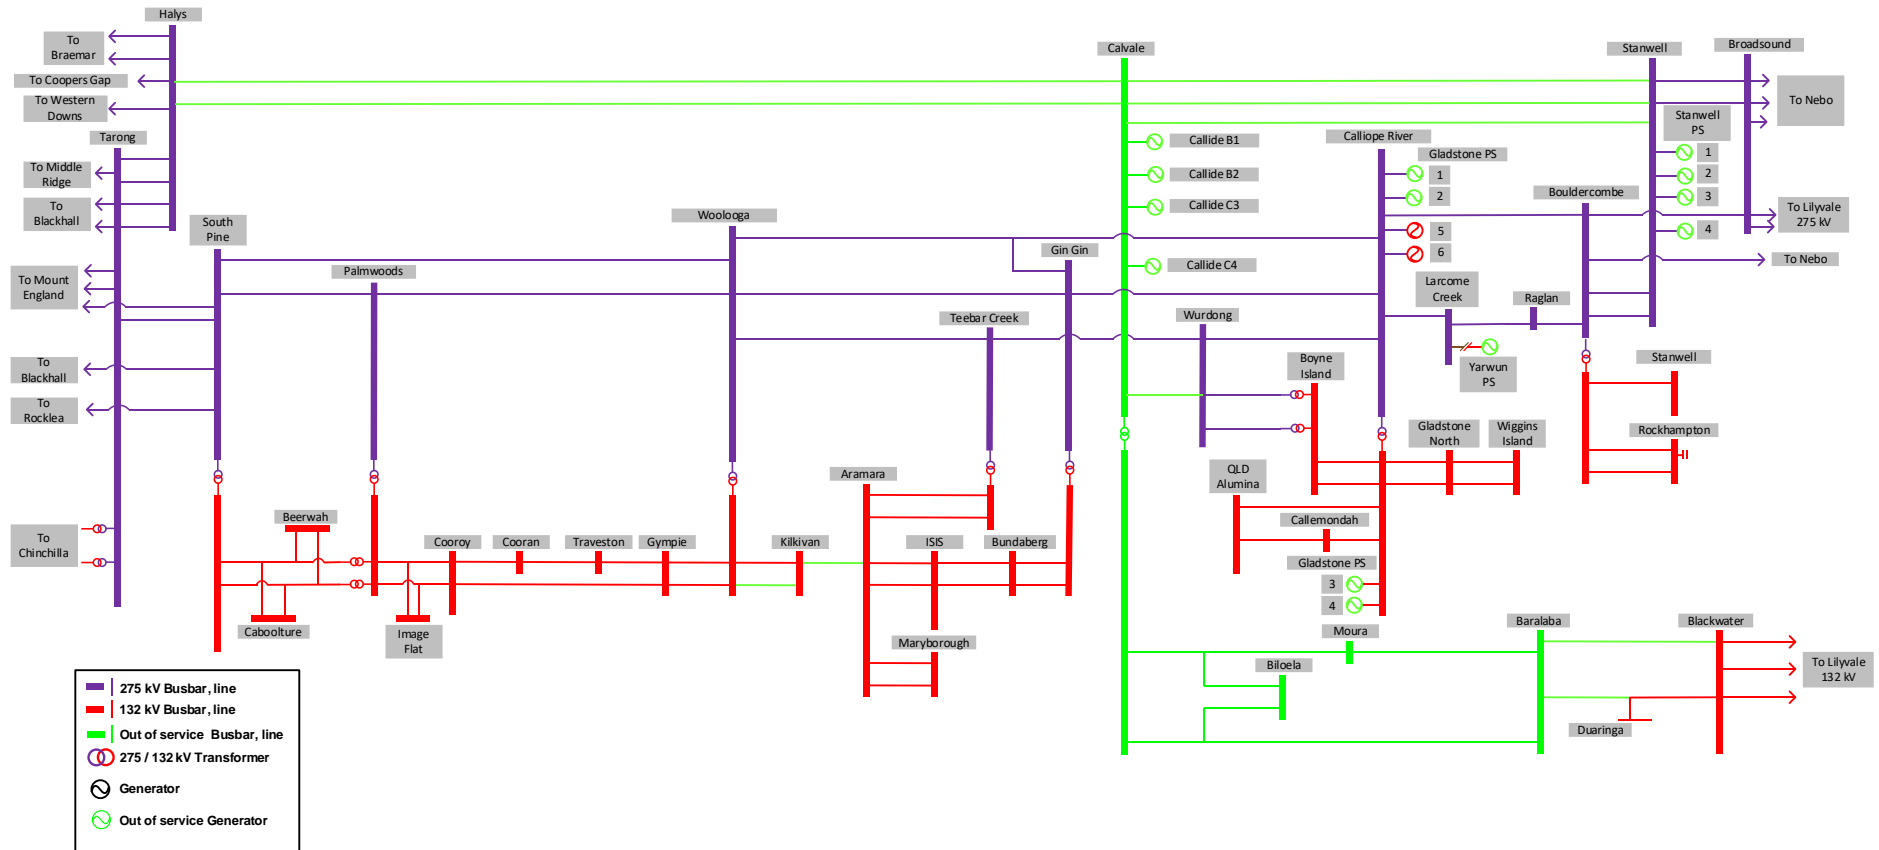 Halys
To
Braemar
To Coopers Gap
To Western
Downs
Tarong
To Middle
Ridge
To
Blackhall
South
Pine
To Mount
England
To
Blackhall
To
Rocklea
To
Chinchilla
Palmwoods
Woolooga
Gin Gin
Teebar Creek
Calvale
Callide B1
Callide B2
Callide C3
Callide C4
Wurdong
Boyne
Island
Calliope River
Gladstone PS
1
2
5
6
Larcome
Creek
Raglan
Yarwun
PS
Bouldercombe
Stanwell
Stanwell
PS
1
2
3
4
Broadsound
To Nebo
To Lilyvale
275 kV
To Nebo
Stanwell
Rockhampton
Gladstone
North
Wiggins
Island
QLD
Alumina
Callemondah
Gladstone PS
3
4
Aramara
Beerwah
Caboolture
Image
Flat
Cooroy
Cooran
Traveston
Gympie
Kilkivan
ISIS
Bundaberg
Maryborough
Moura
Biloela
Baralaba
Blackwater
Duaringa
To Lilyvale
132 kV
275 kV Busbar, line
132 kV Busbar, line
Out of service Busbar, line
275 / 132 kV Transformer
Generator
Out of service Generator